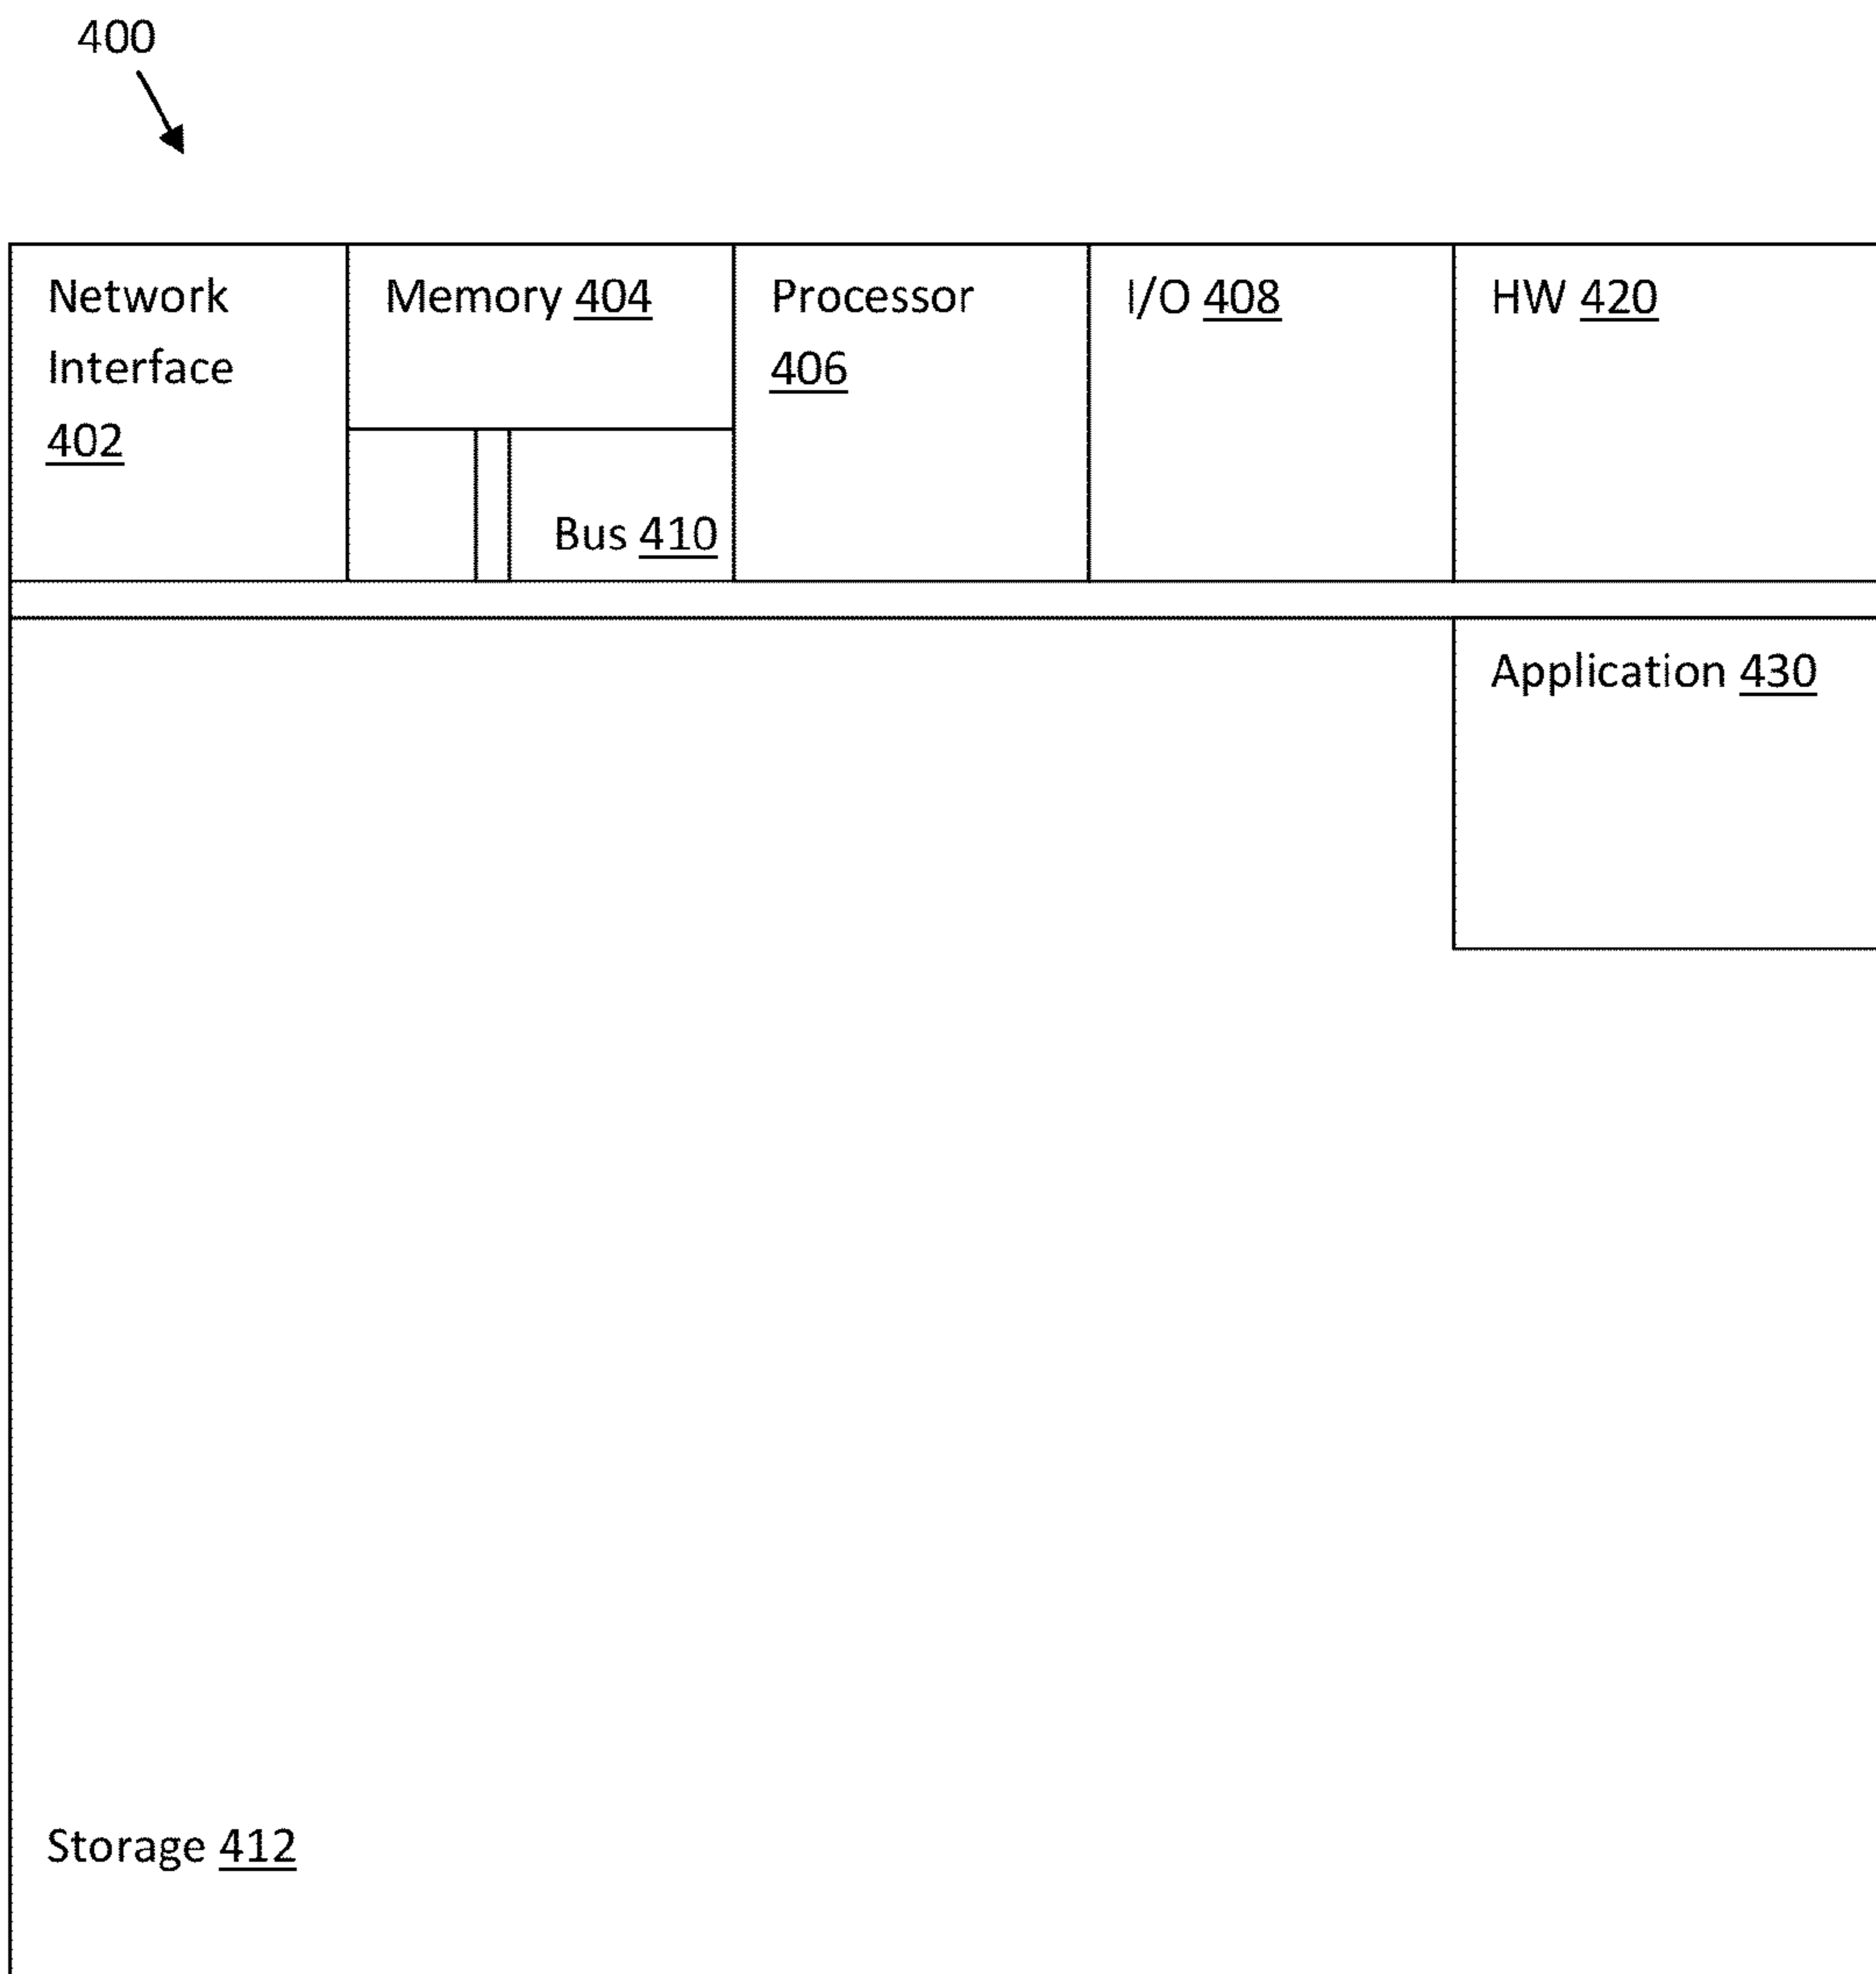 400
Network
Interface
402
Memory 404
Bus 410
Processor
406
I/O 408
HW 420
Application 430
Storage 412